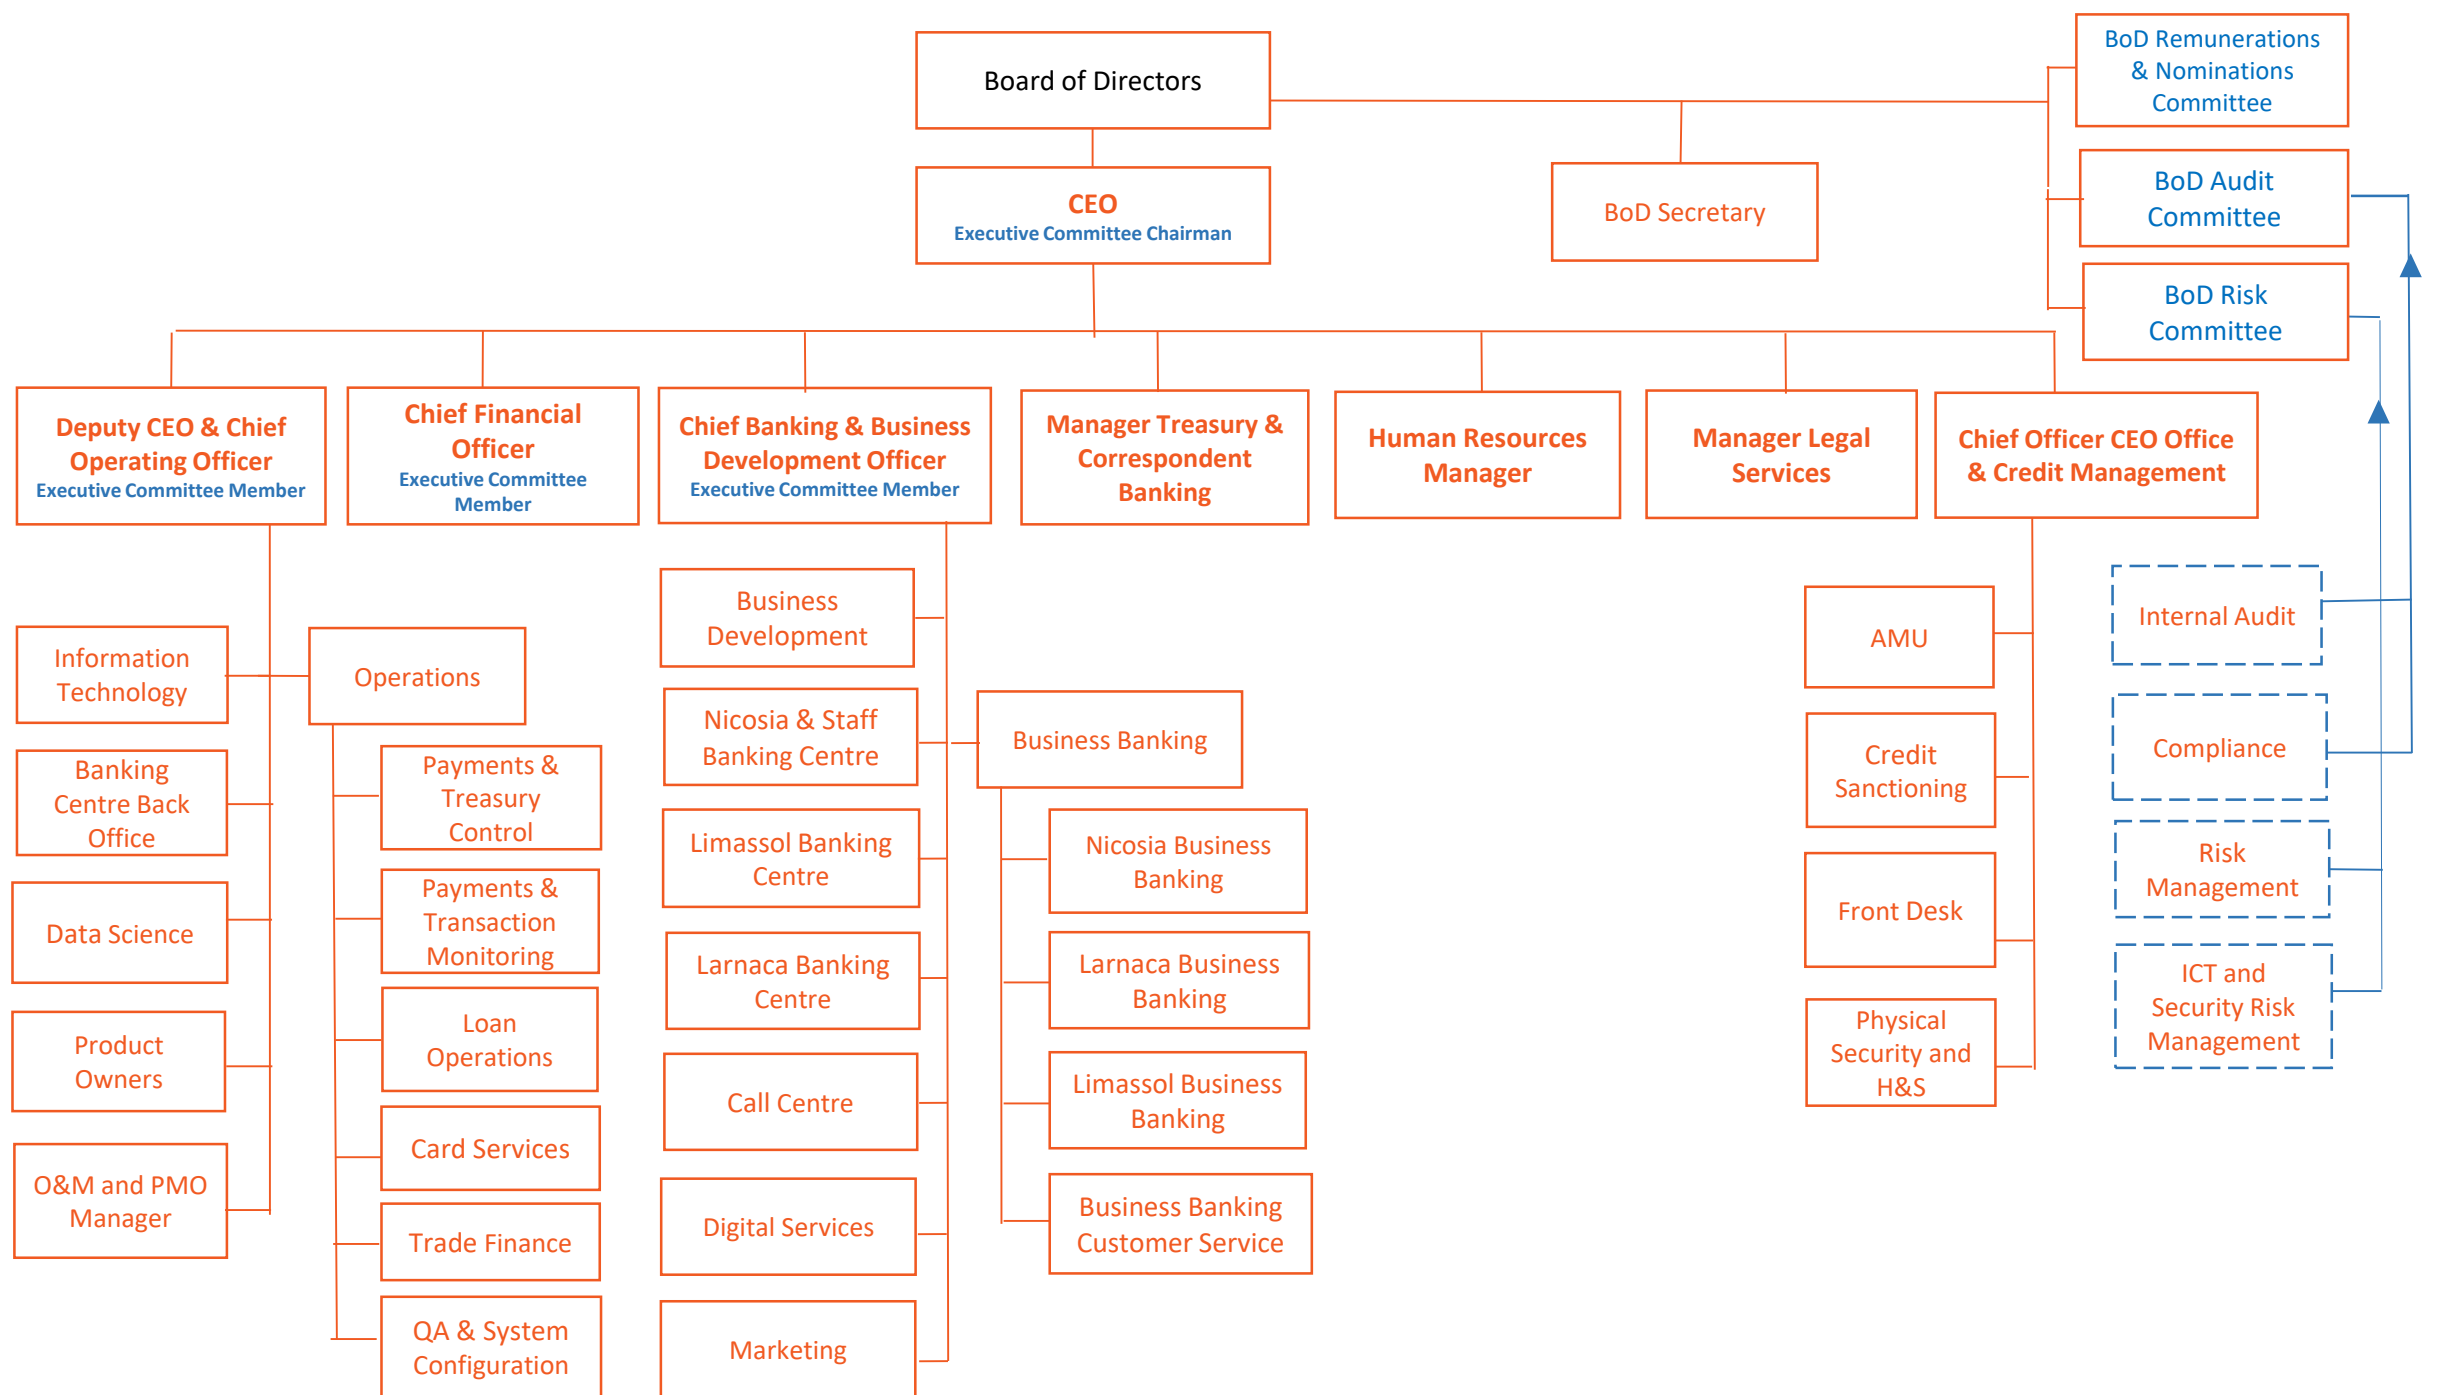 Board of Directors
BoD Remunerations
& Nominations
Committee
CEO
Executive Committee Chairman
BoD Secretary
BoD Audit
Committee
BoD Risk
Committee
Deputy CEO & Chief
Operating Officer
Executive Committee Member
Chief Financial
Officer
Executive Committee
Member
Chief Banking & Business
Development Officer
Executive Committee Member
Manager Treasury &
Correspondent
Banking
Human Resources
Manager
Manager Legal
Services
Chief Officer CEO Office
& Credit Management
Information
Technology
Banking
Centre Back
Office
Data Science
Product
Owners
O&M and PMO
Manager
Operations
Payments &
Treasury
Control
Payments &
Transaction
Monitoring
Loan
Operations
Card Services
Trade Finance
QA & System
Configuration
Business
Development
Nicosia & Staff
Banking Centre
Limassol Banking
Centre
Larnaca Banking
Centre
Call Centre
Digital Services
Marketing
Business Banking
Nicosia Business
Banking
Larnaca Business
Banking
Limassol Business
Banking
Business Banking
Customer Service
AMU
Credit
Sanctioning
Front Desk
Physical
Security and
H&S
Internal Audit
Compliance
Risk
Management
ICT and
Security Risk
Management